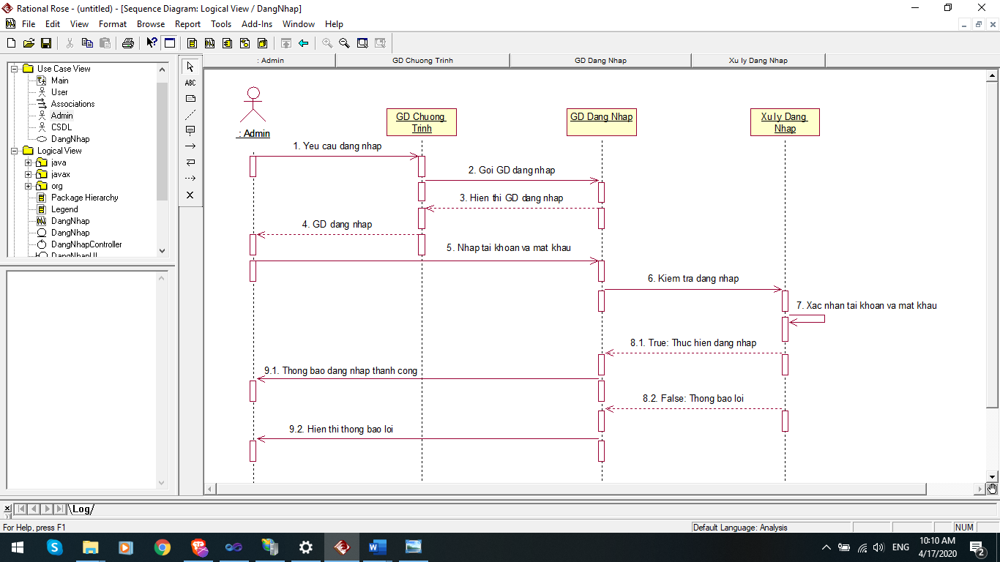 Rational Rose - (untitled) - [Sequence Diagram: Logical View / DangNhap]
File Edit View Format Browse Report Tools Add-Ins Window Help
: Admin GD Chuong Trinh GD Dang Nhap Xu ly Dang Nhap
Use Case View
Main
User
Associations
Admin
CSDL
DangNhap
Logical View
java
javax
org
Package Hierarchy
Legend
DangNhap
DangNhap
DangNhapController
DangNhapUI
ABC
: Admin
GD Chuong
Trinh
GD Dang Nhap
Xu ly Dang
Nhap
1. Yeu cau dang nhap
2. Goi GD dang nhap
3. Hien thi GD dang nhap
4. GD dang nhap
5. Nhap tai khoan va mat khau
6. Kiem tra dang nhap
7. Xac nhan tai khoan va mat khau
8.1. True: Thuc hien dang nhap
9.1. Thong bao dang nhap thanh cong
8.2. False: Thong bao loi
9.2. Hien thi thong bao loi
Log
For Help, press F1
Default Language: Analysis
NUM
ENG
10:10 AM
4/17/2020
2